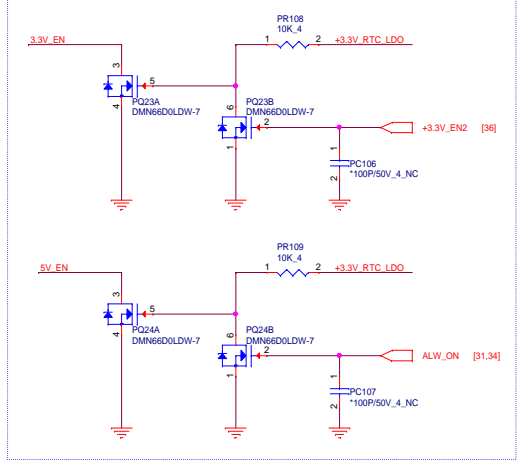 PR108
10K_4
3.3V_EN
1
2
+3.3V_RTC_LDO
3
5
4
PQ23A
DMN66D0LDW-7
6
PQ23B
DMN66D0LDW-7
2
1
+3.3V_EN2
[36]
1
PC106
*100P/50V_4_NC
2
PR109
10K_4
5V_EN
1
2
+3.3V_RTC_LDO
3
5
4
PQ24A
DMN66D0LDW-7
6
PQ24B
DMN66D0LDW-7
2
1
ALW_ON
[31,34]
1
PC107
*100P/50V_4_NC
2